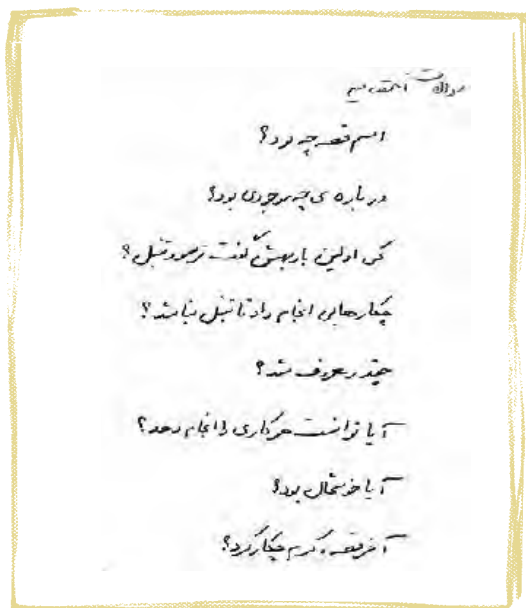 سوالات
اسم قصه چه بود؟
درباره ی چه موجودی بود؟
کی اولین بار بهش گفت ترسو و تنبل؟
چکارهایی انجام داد تا تنبل نباشد؟
چقدر معروف شد؟
آیا توانست هر کاری را انجام دهد؟
آیا خوشحال بود؟
آخر قصه، کرم چکار کرد؟